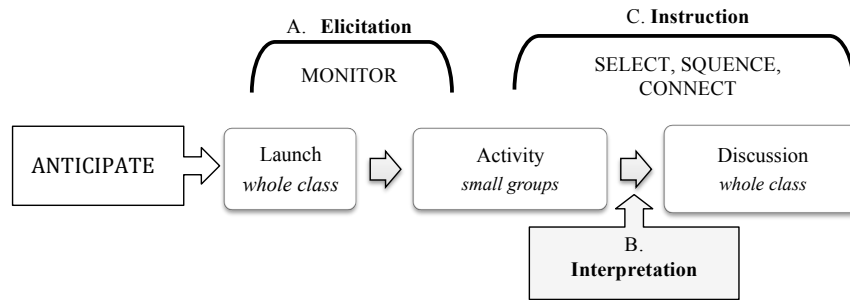 A. Elicitation
C. Instruction
MONITOR
SELECT, SQUENCE,
CONNECT
ANTICIPATE
Launch
whole class
Activity
small groups
Discussion
whole class
B.
Interpretation